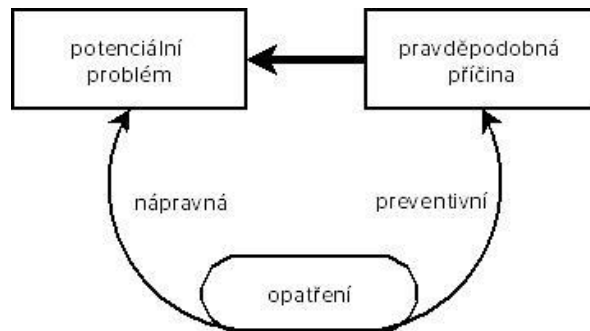 potenciální
problém
pravděpodobná
příčina
nápravná
preventivní
opatření